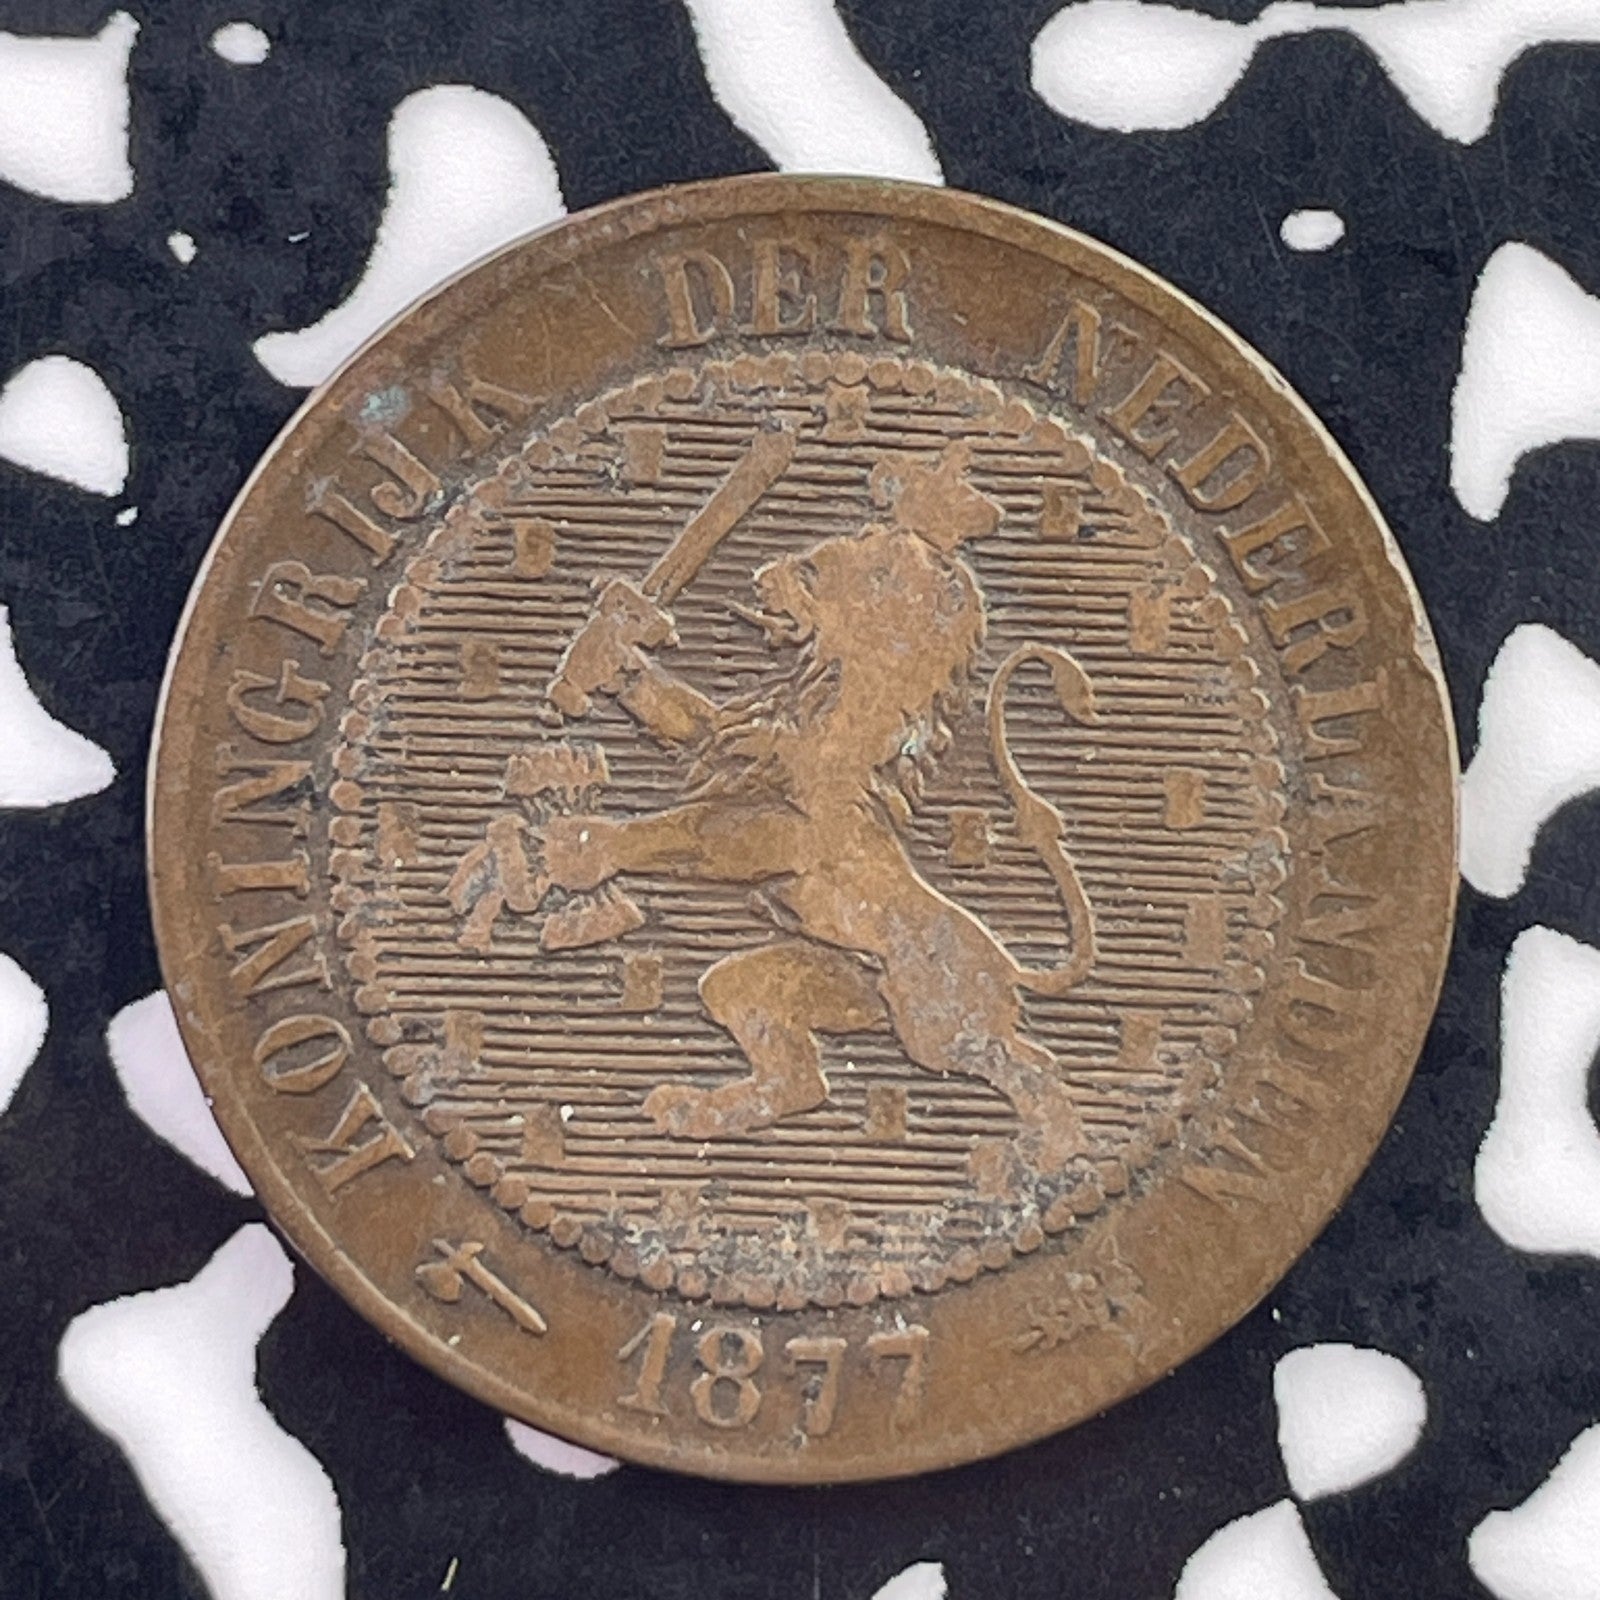 KONINGRIJK DER NEDERLANDEN
1877